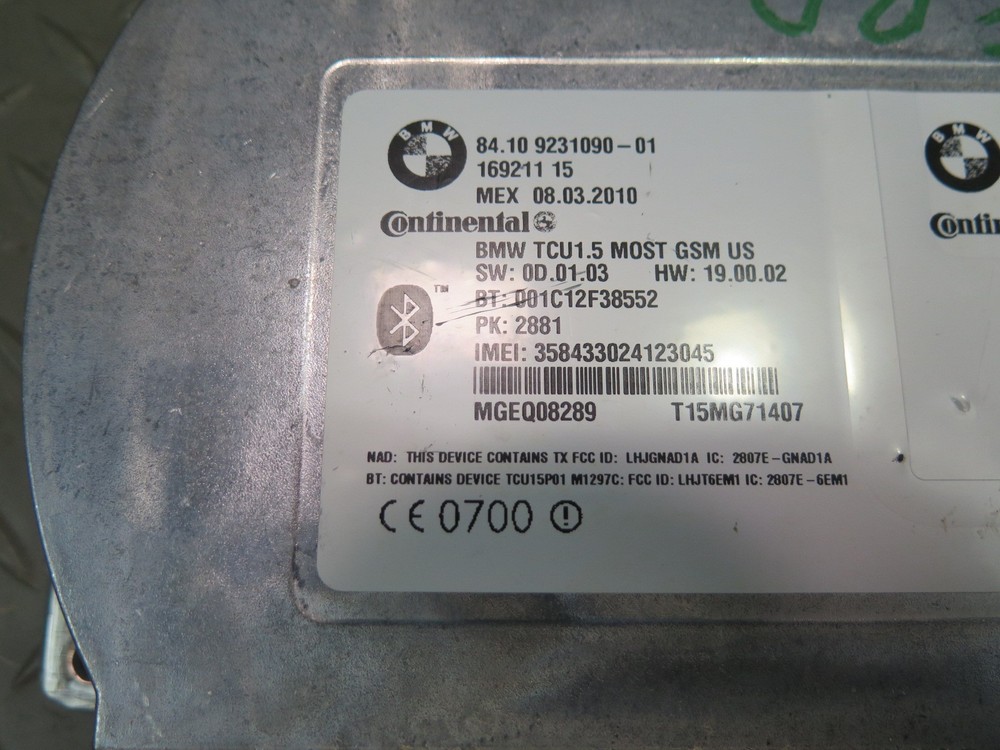 BMW
84.10 9231090-01
169211 15
MEX 08.03.2010
Continental
BMW TCU1.5 MOST GSM US
SW: 0D.01.03 HW: 19.00.02
BT: 001C12F38552
PK: 2881
IMEI: 358433024123045
MGEQ08289 T15MG71407
NAD: THIS DEVICE CONTAINS TX FCC ID: LHJGNAD1A IC: 2807E-GNAD1A
BT: CONTAINS DEVICE TCU15P01 M1297C: FCC ID: LHJT6EM1 IC: 2807E-6EM1
CE 0700
BMW
Contin